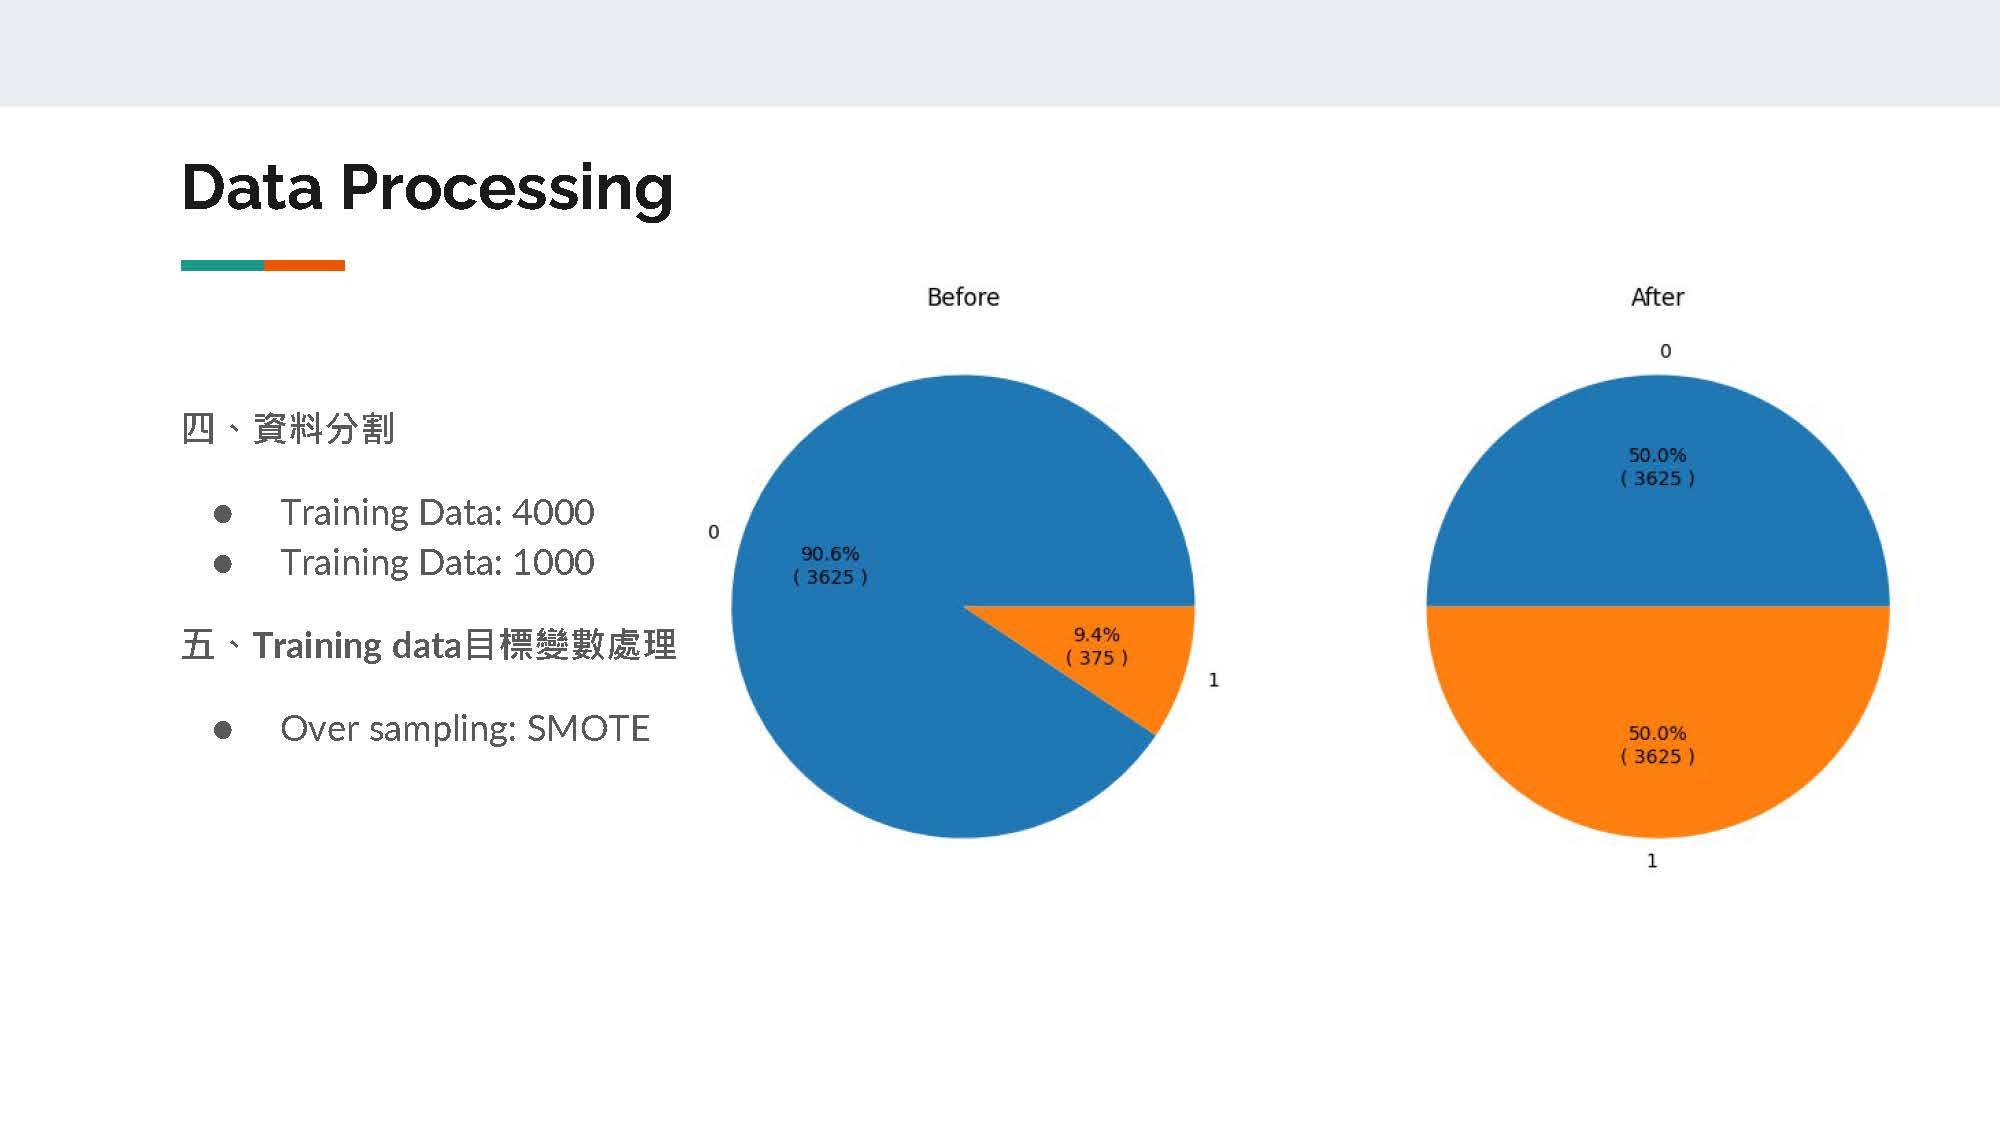 Data Processing
四、資料分割
● Training Data: 4000
● Training Data: 1000
五、Training data目標變數處理
● Over sampling: SMOTE
Before
0
90.6%
( 3625 )
9.4%
( 375 )
1
After
0
50.0%
( 3625 )
50.0%
( 3625 )
1